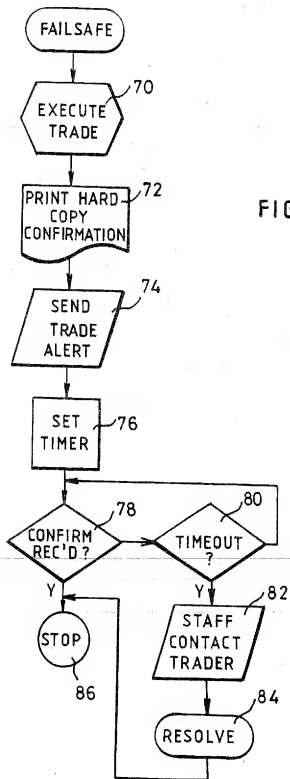 FAILSAFE
70
EXECUTE
TRADE
72
PRINT HARD
COPY
CONFIRMATION
FIG
74
SEND
TRADE
ALERT
76
SET
TIMER
78
CONFIRM
REC'D?
80
TIMEOUT
?
Y
Y
82
STAFF
CONTACT
TRADER
STOP
86
84
RESOLVE